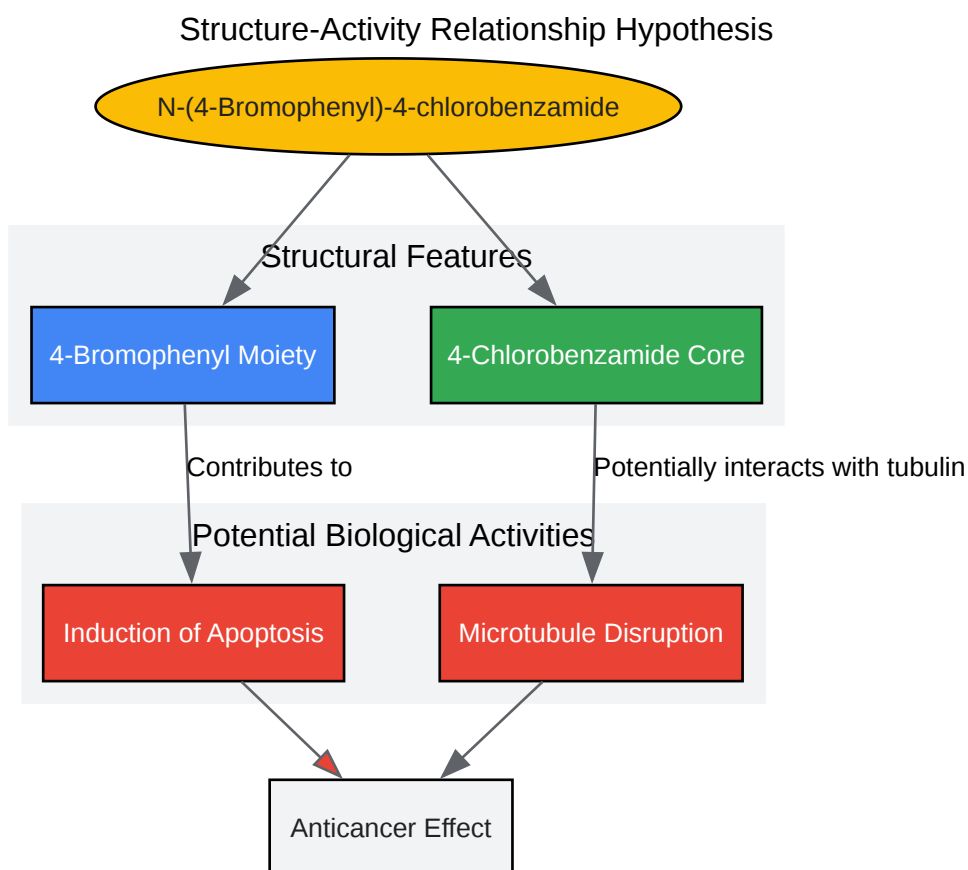 Structure-Activity Relationship Hypothesis
N-(4-Bromophenyl)-4-chlorobenzamide
Structural Features
4-Bromophenyl Moiety
4-Chlorobenzamide Core
Contributes to
Potentially interacts with tubulin
Potential Biological Activities
Induction of Apoptosis
Microtubule Disruption
Anticancer Effect